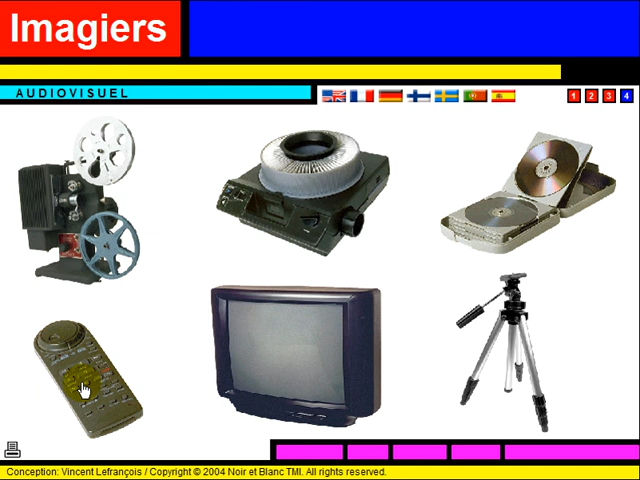 Imagiers
AUDIOVISUEL
1 2 3 4
Conception: Vincent Lefrançois / Copyright © 2004 Noir et Blanc TMI. All rights reserved.